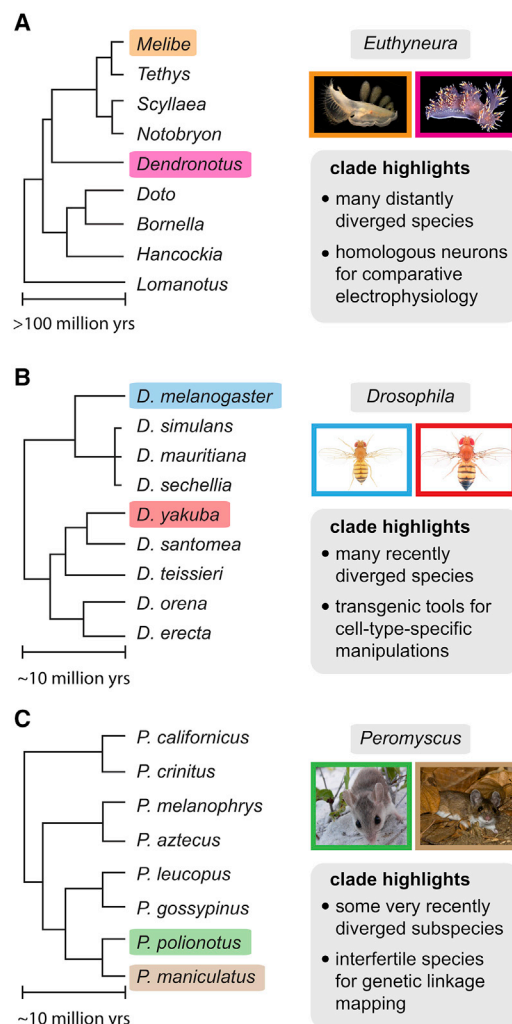 A
Melibe
Tethys
Scyllaea
Notobryon
Dendronotus
Doto
Bornella
Hancockia
Lomanotus
>100 million yrs
Euthyneura
clade highlights
• many distantly
diverged species
• homologous neurons
for comparative
electrophysiology
B
D. melanogaster
D. simulans
D. mauritiana
D. sechellia
D. yakuba
D. santomea
D. teissieri
D. orena
D. erecta
~10 million yrs
Drosophila
clade highlights
• many recently
diverged species
• transgenic tools for
cell-type-specific
manipulations
C
P. californicus
P. crinitus
P. melanophrys
P. aztecus
P. leucopus
P. gossypinus
P. polionotus
P. maniculatus
~10 million yrs
Peromyscus
clade highlights
• some very recently
diverged subspecies
• interfertile species
for genetic linkage
mapping